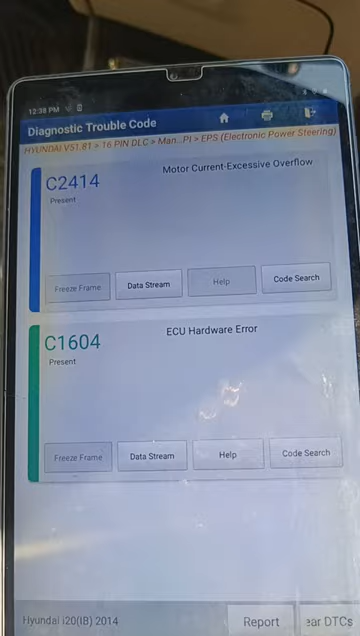 12:38 PM
Diagnostic Trouble Code
HYUNDAI V51.81 > 16 PIN DLC > Man...PI > EPS (Electronic Power Steering)
C2414
Motor Current-Excessive Overflow
Present
Freeze Frame
Data Stream
Help
Code Search
C1604
ECU Hardware Error
Present
Freeze Frame
Data Stream
Help
Code Search
Hyundai i20(IB) 2014
Report
ear DTCs